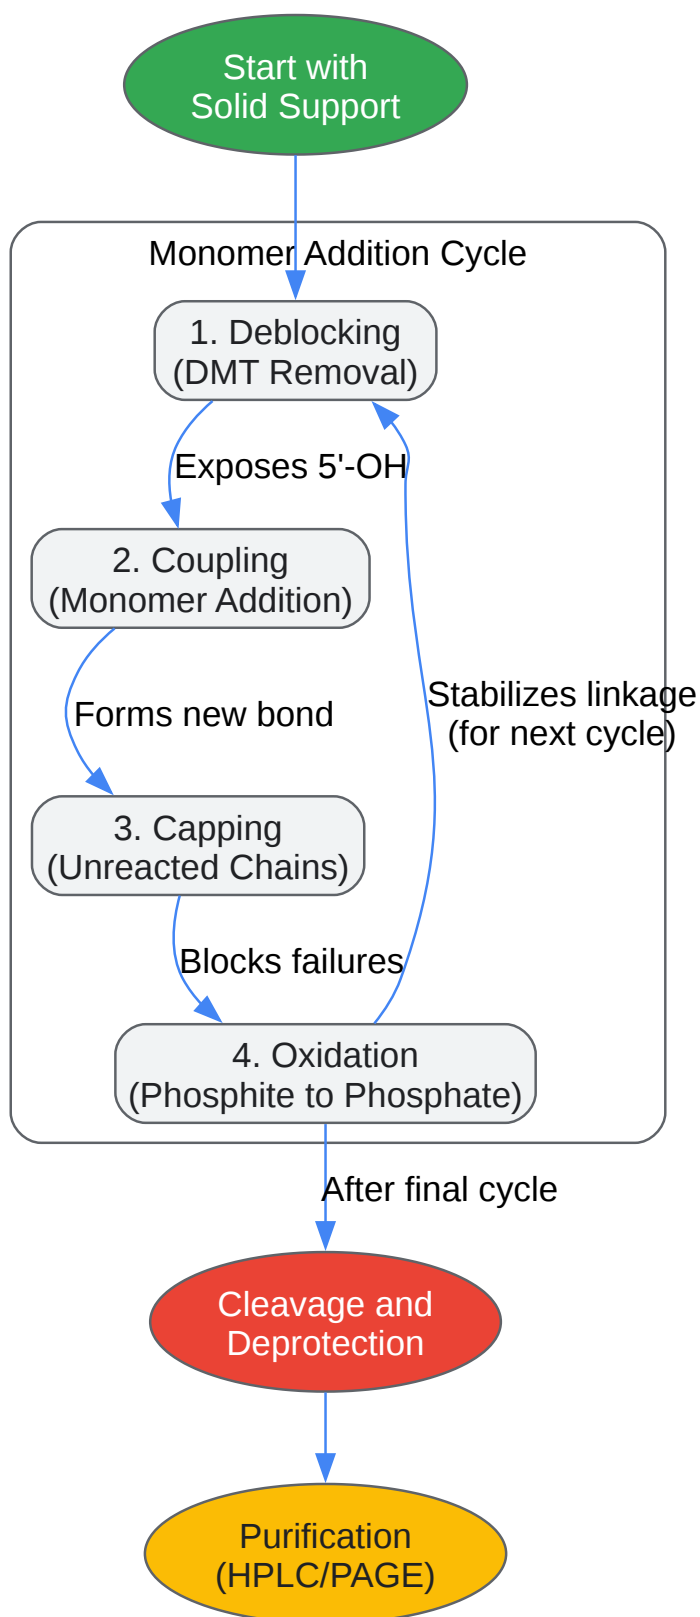 Start with
Solid Support
Monomer Addition Cycle
1. Deblocking
(DMT Removal)
Exposes 5'-OH
2. Coupling
(Monomer Addition)
Stabilizes linkage
(for next cycle)
Forms new bond
3. Capping
(Unreacted Chains)
Blocks failures
4. Oxidation
(Phosphite to Phosphate)
After final cycle
Cleavage and
Deprotection
Purification
(HPLC/PAGE)